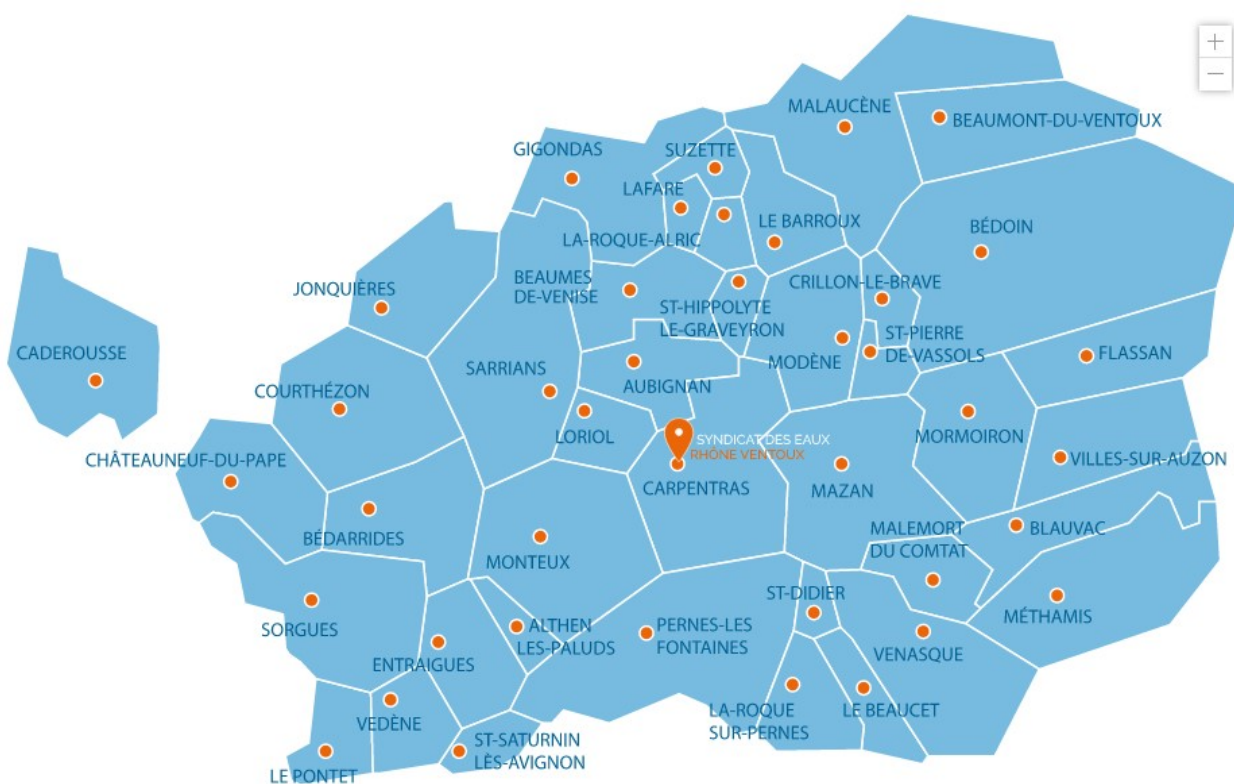 +
−
MALAUCÈNE
BEAUMONT-DU-VENTOUX
GIGONDAS
SUZETTE
LAFARE
LE BARROUX
BÉDOIN
LA-ROQUE-ALRIC
BEAUMES
DE-VENISE
CRILLON-LE-BRAVE
JONQUIÈRES
ST-HIPPOLYTE
LE-GRAVEYRON
ST-PIERRE
DE-VASSOLS
CADEROUSSE
FLASSAN
SARRIANS
AUBIGNAN
MODÈNE
COURTHÉZON
LORIOL
MORMOIRON
SYNDICAT DES EAUX
RHÔNE VENTOUX
CHÂTEAUNEUF-DU-PAPE
VILLES-SUR-AUZON
CARPENTRAS
MAZAN
BÉDARRIDES
MALEMORT
DU COMTAT
BLAUVAC
MONTEUX
ST-DIDIER
MÉTHAMIS
SORGUES
ALTHEN
LES-PALUDS
PERNES-LES
FONTAINES
ENTRAIGUES
VENASQUE
VEDÈNE
LA-ROQUE
SUR-PERNES
LE BEAUCET
ST-SATURNIN
LÈS-AVIGNON
LE PONTET